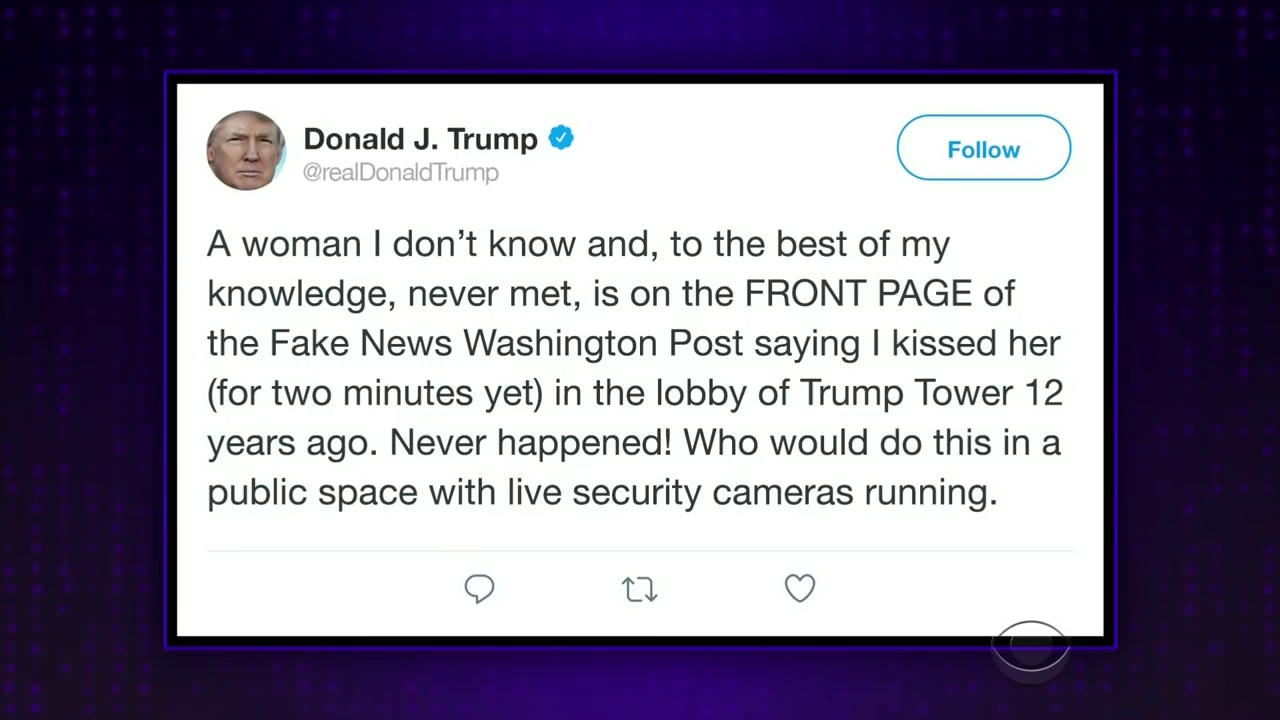 Donald J. Trump
@realDonaldTrump
Follow
A woman I don’t know and, to the best of my
knowledge, never met, is on the FRONT PAGE of
the Fake News Washington Post saying I kissed her
(for two minutes yet) in the lobby of Trump Tower 12
years ago. Never happened! Who would do this in a
public space with live security cameras running.